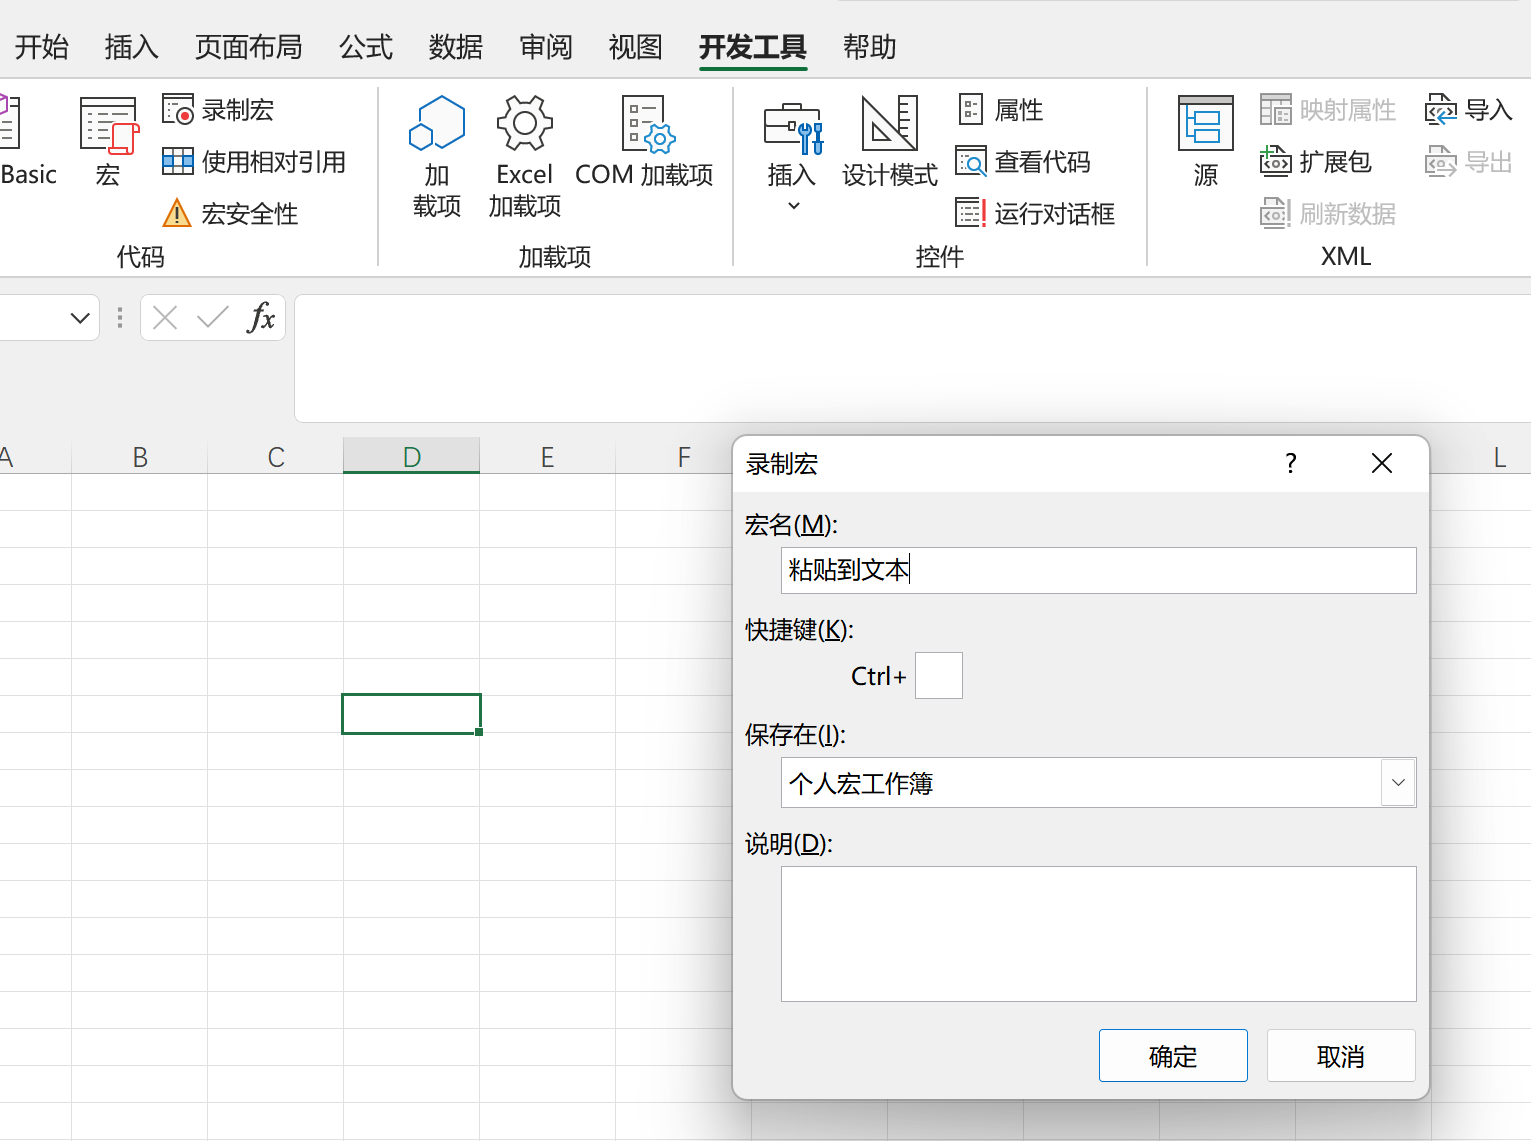 开始 插入 页面布局 公式 数据 审阅 视图 开发工具 帮助
Basic
宏
录制宏
使用相对引用
宏安全性
代码
加
载项
Excel
加载项
COM 加载项
加载项
插入
设计模式
属性
查看代码
运行对话框
控件
源
映射属性
扩展包
刷新数据
导入
导出
XML
fx
A B C D E F L
录制宏 ?
宏名(M):
粘贴到文本
快捷键(K):
Ctrl+
保存在(I):
个人宏工作簿
说明(D):
确定 取消